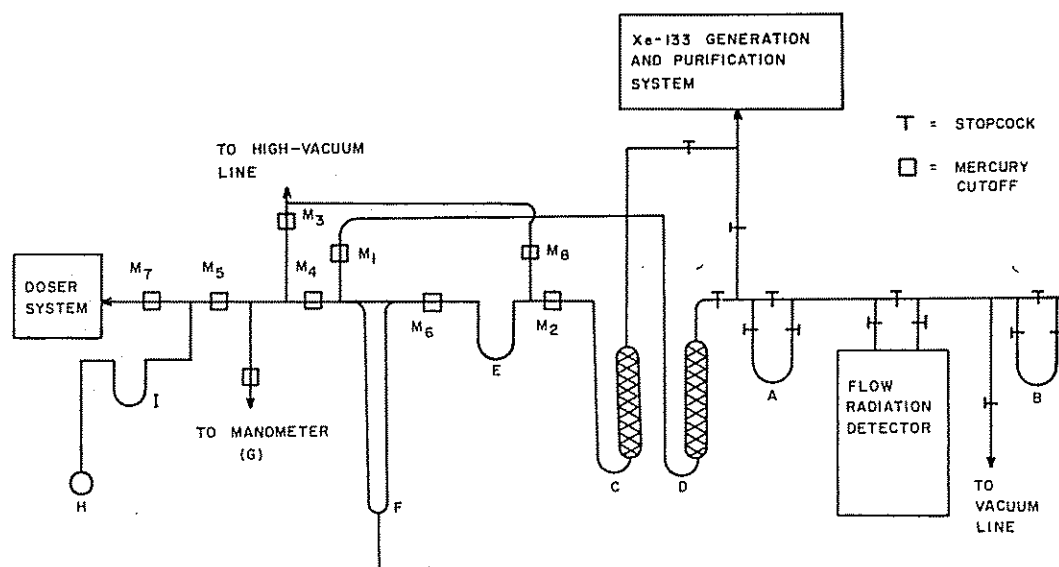 Xe-133 GENERATION
AND PURIFICATION
SYSTEM
T = STOPCOCK
TO HIGH-VACUUM
LINE
= MERCURY
CUTOFF
M3
M1
M8
DOSER
SYSTEM
M7
M5
M4
M6
M2
E
I
A
B
FLOW
RADIATION
DETECTOR
TO MANOMETER
(G)
H
F
C
D
TO
VACUUM
LINE